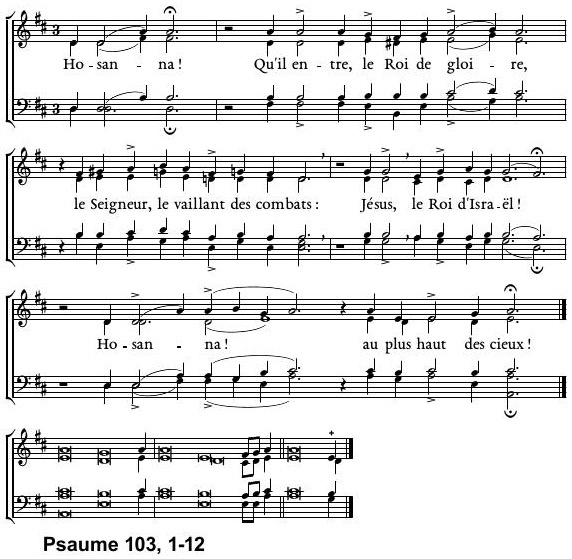 Ho - san - na ! Qu'il en - tre, le Roi de gloi - re,
le Seigneur, le vaillant des combats : Jésus, le Roi d'Isra - ël !
Ho - san - na ! au plus haut des cieux !
Psaume 103, 1-12